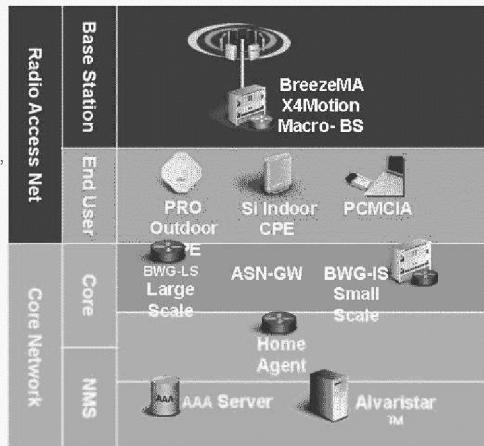 Radio Access Net
Base Station
BreezeMA
X4Motion
Macro- BS
End User
PRO
Outdoor
PE
Si Indoor
CPE
PCMCIA
Core Network
Core
BWG-LS
Large
Scale
ASN-GW
BWG-IS
Small
Scale
Home
Agent
NMS
AAA
AAA Server
Alvaristar
TM